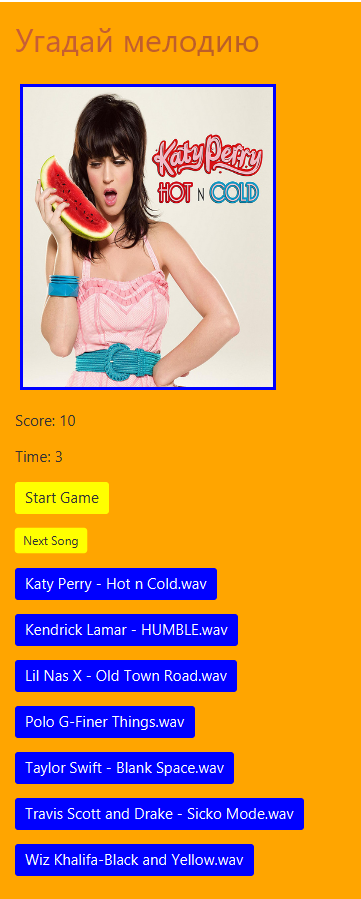 Угадай мелодию
Katy Perry
HOT N COLD
Score: 10
Time: 3
Start Game
Next Song
Katy Perry - Hot n Cold.wav
Kendrick Lamar - HUMBLE.wav
Lil Nas X - Old Town Road.wav
Polo G-Finer Things.wav
Taylor Swift - Blank Space.wav
Travis Scott and Drake - Sicko Mode.wav
Wiz Khalifa-Black and Yellow.wav